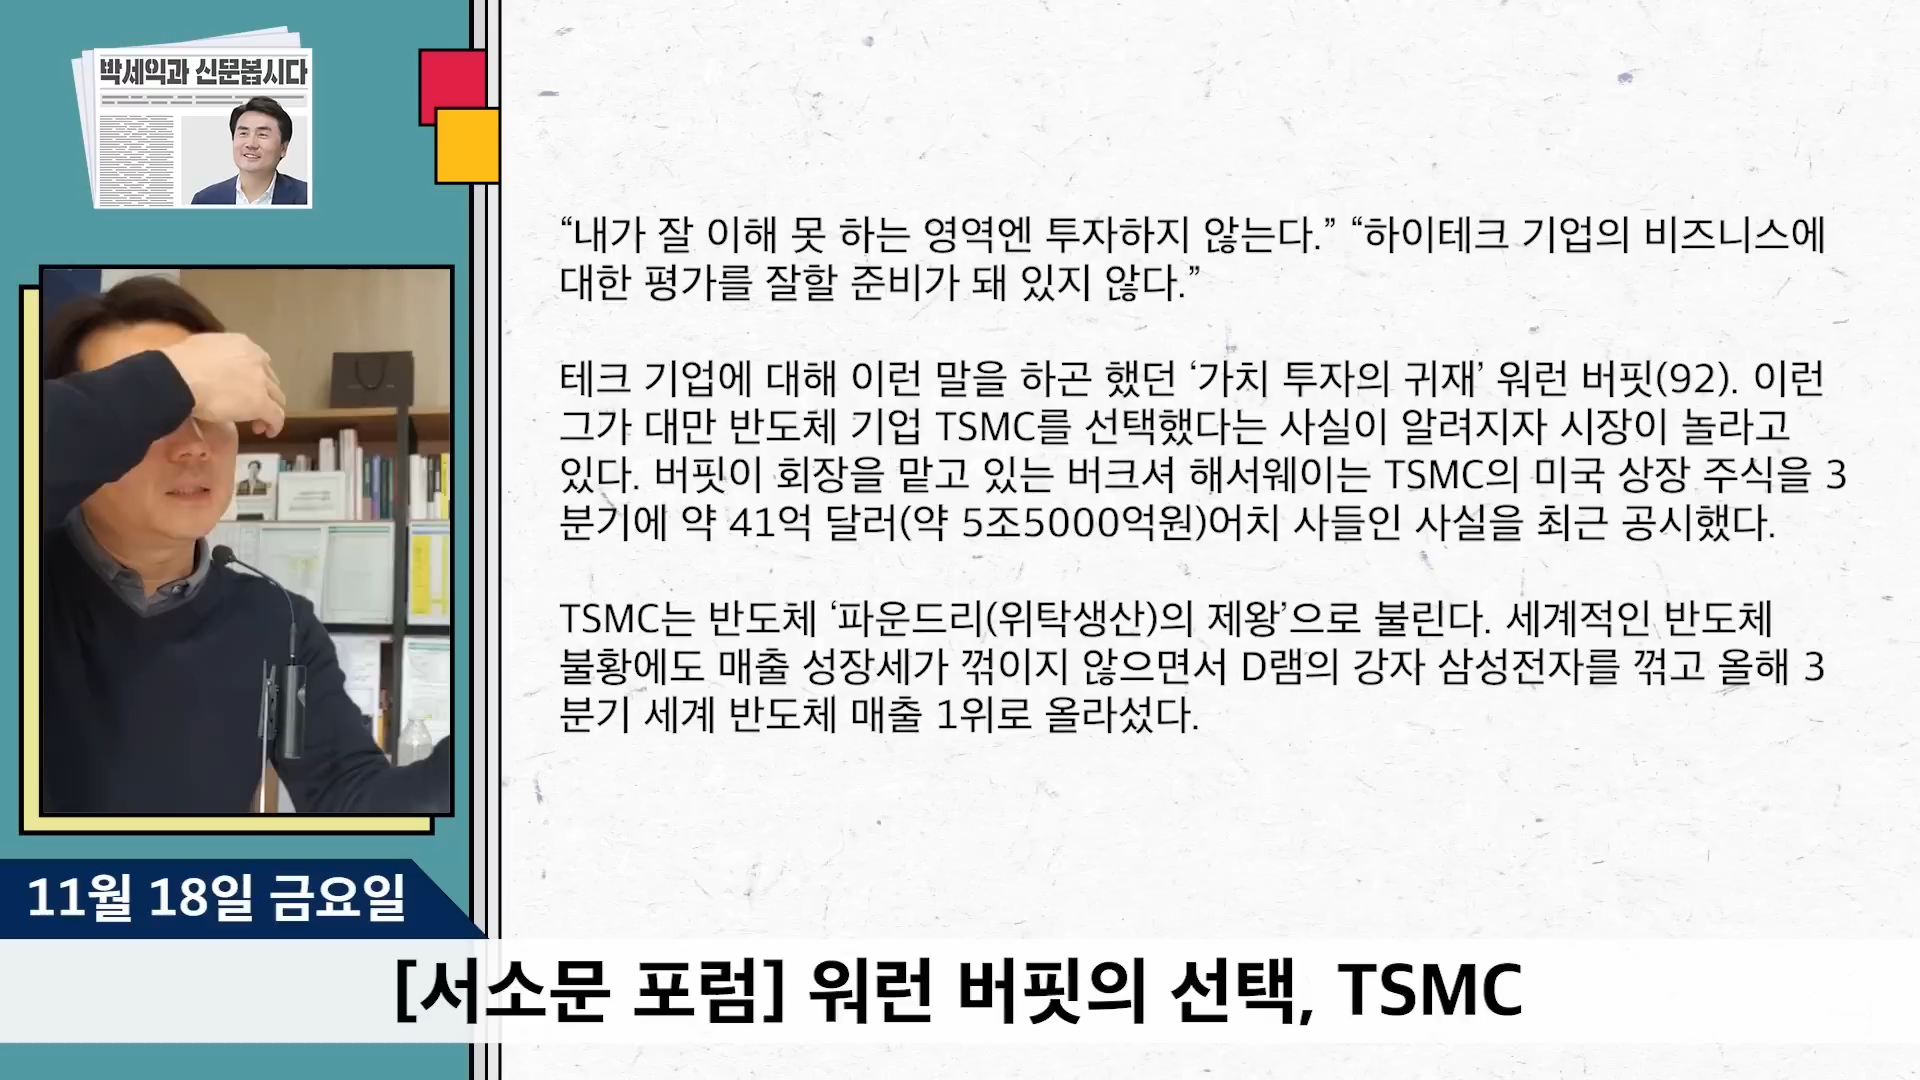 박세익과 신문봅시다
“내가 잘 이해 못 하는 영역엔 투자하지 않는다.” “하이테크 기업의 비즈니스에
대한 평가를 잘할 준비가 돼 있지 않다.”
테크 기업에 대해 이런 말을 하곤 했던 ‘가치 투자의 귀재’ 워런 버핏(92). 이런
그가 대만 반도체 기업 TSMC를 선택했다는 사실이 알려지자 시장이 놀라고
있다. 버핏이 회장을 맡고 있는 버크셔 해서웨이는 TSMC의 미국 상장 주식을 3
분기에 약 41억 달러(약 5조5000억원)어치 사들인 사실을 최근 공시했다.
TSMC는 반도체 ‘파운드리(위탁생산)의 제왕’으로 불린다. 세계적인 반도체
불황에도 매출 성장세가 꺾이지 않으면서 D램의 강자 삼성전자를 꺾고 올해 3
분기 세계 반도체 매출 1위로 올라섰다.
11월 18일 금요일
[서소문 포럼] 워런 버핏의 선택, TSMC